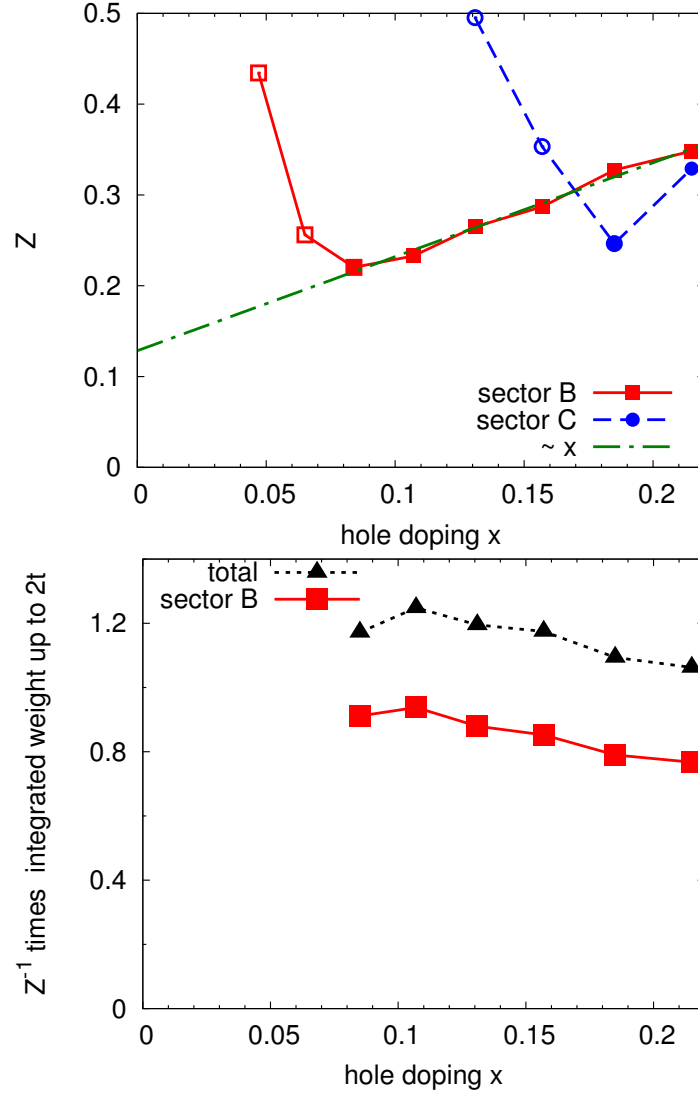 0.5
0.4
0.3
0.2
0.1
0
Z
sector B
sector C
~ x
0 0.05 0.1 0.15 0.2
hole doping x
total
sector B
1.2
0.8
0.4
0
Z⁻¹ times integrated weight up to 2t
0 0.05 0.1 0.15 0.2
hole doping x